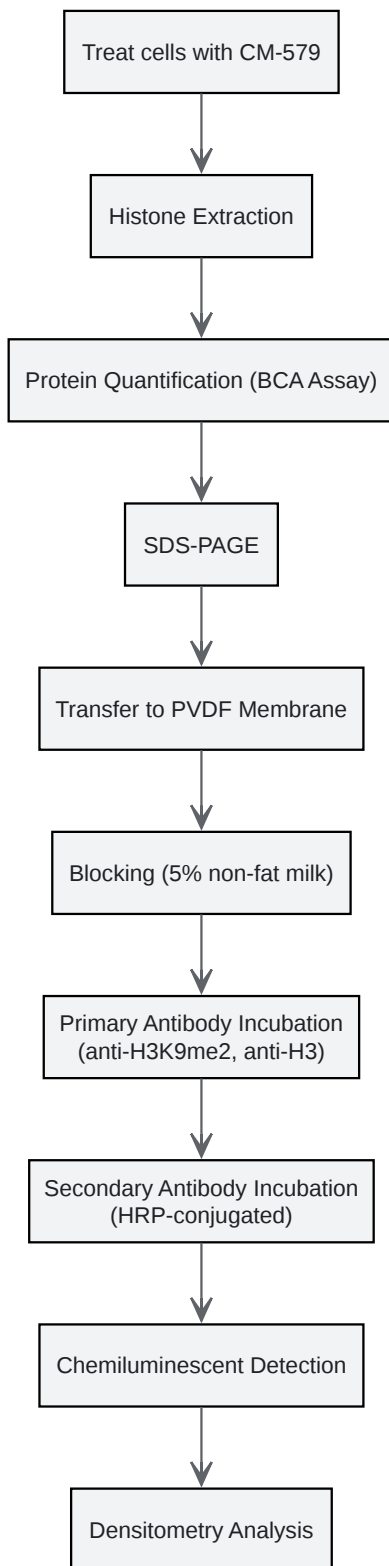 Treat cells with CM-579
Histone Extraction
Protein Quantification (BCA Assay)
SDS-PAGE
Transfer to PVDF Membrane
Blocking (5% non-fat milk)
Primary Antibody Incubation
(anti-H3K9me2, anti-H3)
Secondary Antibody Incubation
(HRP-conjugated)
Chemiluminescent Detection
Densitometry Analysis